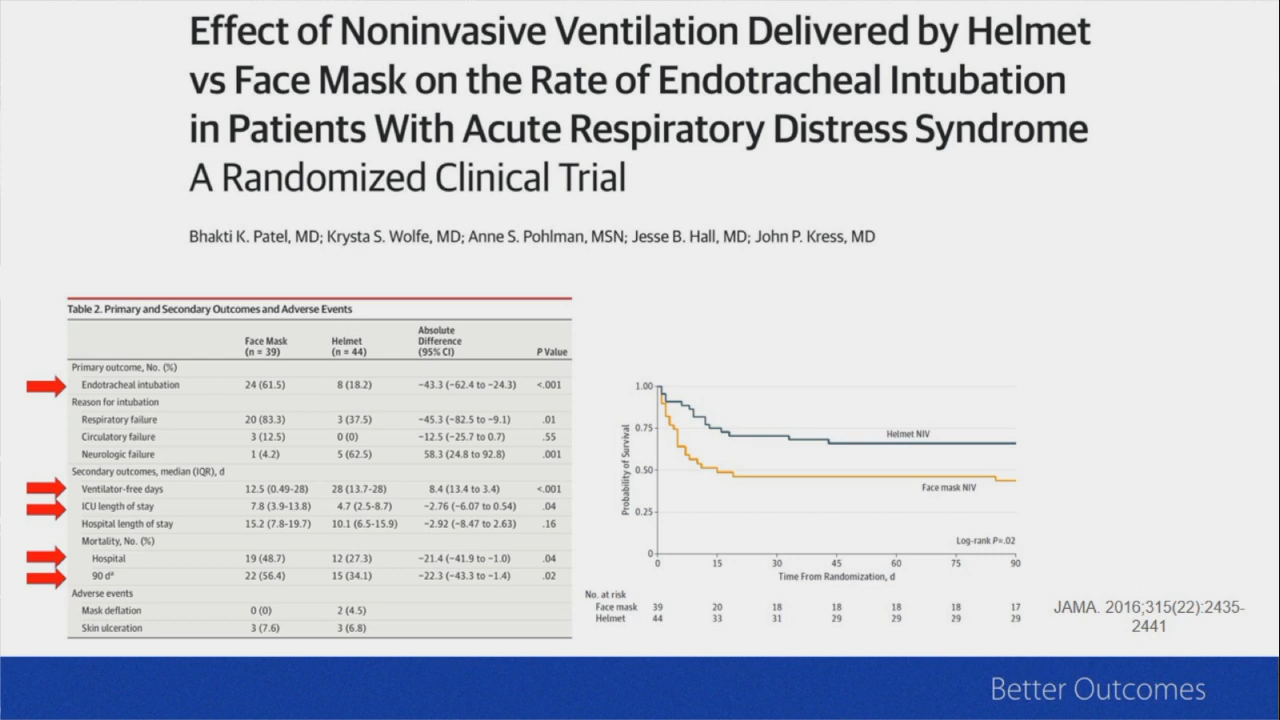 Effect of Noninvasive Ventilation Delivered by Helmet
vs Face Mask on the Rate of Endotracheal Intubation
in Patients With Acute Respiratory Distress Syndrome
A Randomized Clinical Trial
Bhakti K. Patel, MD; Krysta S. Wolfe, MD; Anne S. Pohlman, MSN; Jesse B. Hall, MD; John P. Kress, MD
Table 2. Primary and Secondary Outcomes and Adverse Events
Face Mask (n = 39) Helmet (n = 44) Absolute Difference (95% CI) P Value
Primary outcome, No. (%)
Endotracheal intubation 24 (61.5) 8 (18.2) −43.3 (−62.4 to −24.3) <.001
Reason for intubation
Respiratory failure 20 (83.3) 3 (37.5) −45.3 (−82.5 to −9.1) .01
Circulatory failure 3 (12.5) 0 (0) −12.5 (−25.7 to 0.7) .55
Neurologic failure 1 (4.2) 5 (62.5) 58.3 (24.8 to 92.8) .001
Secondary outcomes, median (IQR), d
Ventilator-free days 12.5 (0.49-28) 28 (13.7-28) 8.4 (13.4 to 3.4) <.001
ICU length of stay 7.8 (3.9-13.8) 4.7 (2.5-8.7) −2.76 (−6.07 to 0.54) .04
Hospital length of stay 15.2 (7.8-19.7) 10.1 (6.5-15.9) −2.92 (−8.47 to 2.63) .16
Mortality, No. (%)
Hospital 19 (48.7) 12 (27.3) −21.4 (−41.9 to −1.0) .04
90 dᵃ 22 (56.4) 15 (34.1) −22.3 (−43.3 to −1.4) .02
Adverse events
Mask deflation 0 (0) 2 (4.5)
Skin ulceration 3 (7.6) 3 (6.8)
Probability of Survival
1.00
0.75
0.50
0.25
0
Helmet NIV
Face mask NIV
Log-rank P=.02
0 15 30 45 60 75 90
Time From Randomization, d
No. at risk
Face mask 39 20 18 18 18 18 17
Helmet 44 33 31 29 29 29 29
JAMA. 2016;315(22):2435-
2441
Better Outcomes